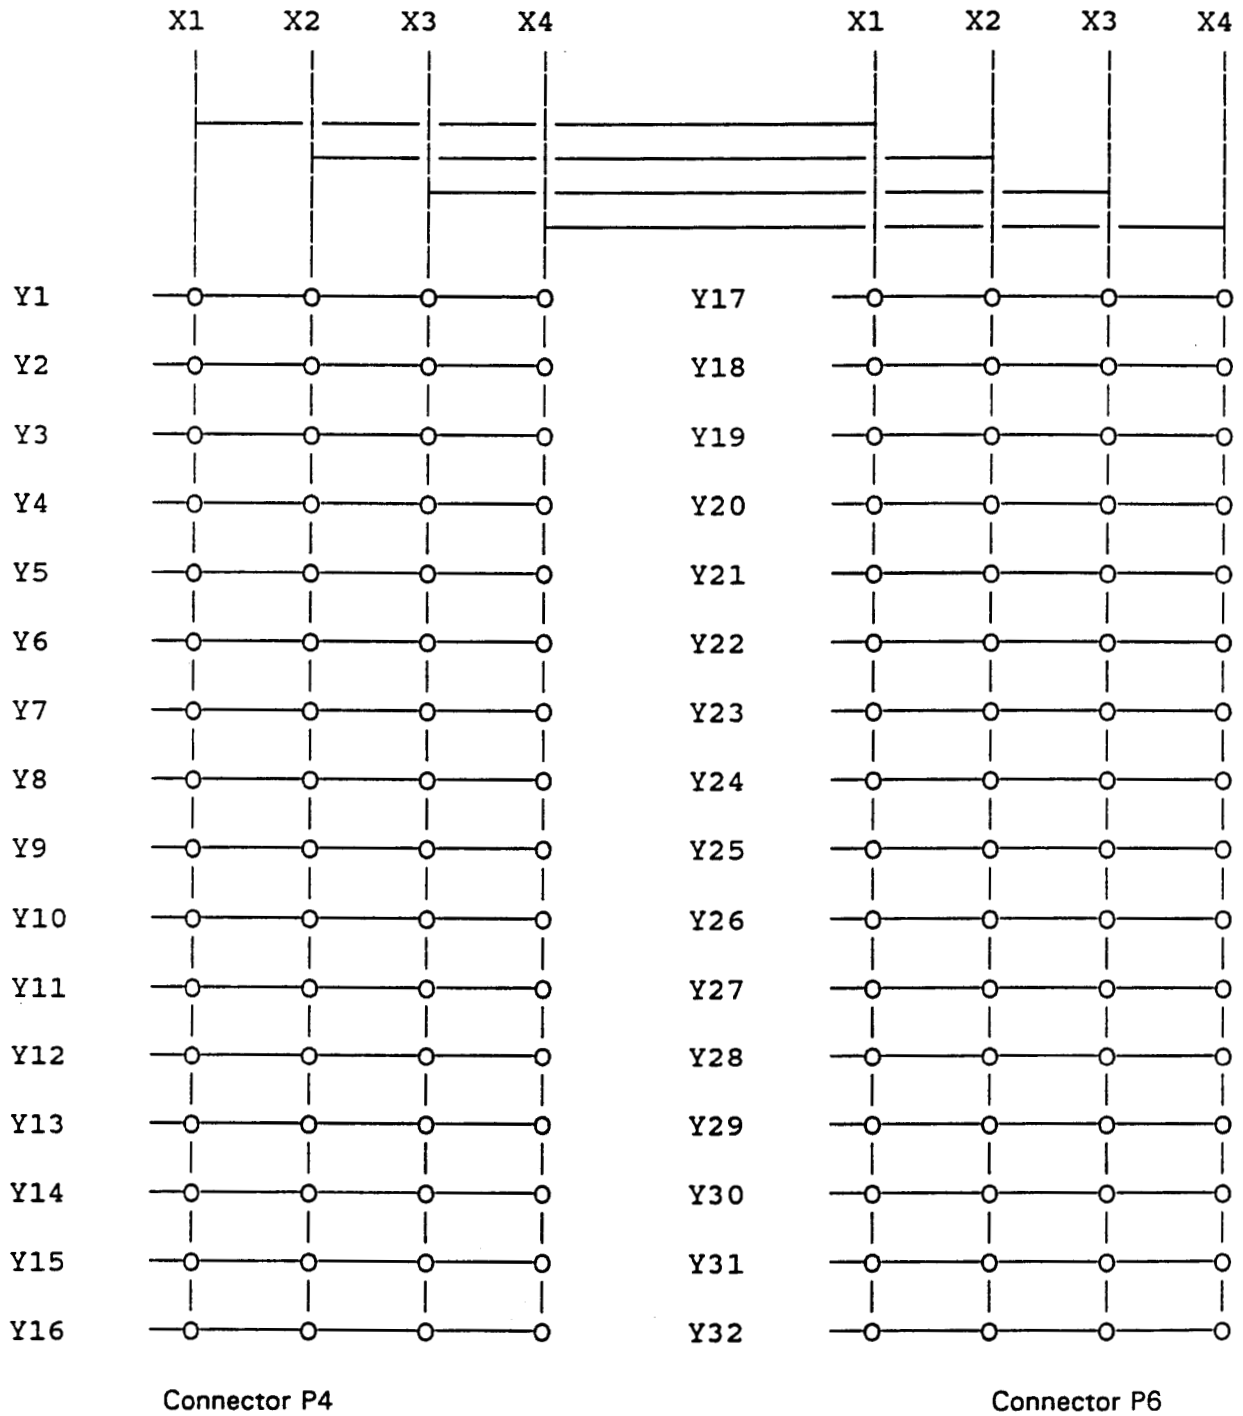 X1 X2 X3 X4 X1 X2 X3 X4
Y1 Y17
Y2 Y18
Y3 Y19
Y4 Y20
Y5 Y21
Y6 Y22
Y7 Y23
Y8 Y24
Y9 Y25
Y10 Y26
Y11 Y27
Y12 Y28
Y13 Y29
Y14 Y30
Y15 Y31
Y16 Y32
Connector P4 Connector P6